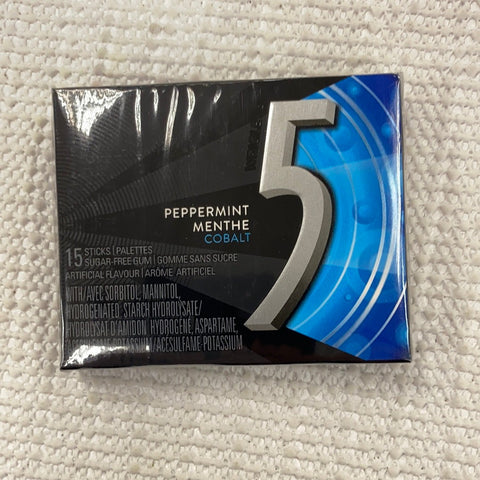 5
PEPPERMINT
MENTHE
COBALT
15 STICKS | PALETTES
SUGAR-FREE GUM | GOMME SANS SUCRE
ARTIFICIAL FLAVOUR | ARÔME ARTIFICIEL
WITH/AVEC SORBITOL, MANNITOL,
HYDROGENATED STARCH HYDROLYSATE/
HYDROLYSAT D'AMIDON HYDROGÉNÉ, ASPARTAME,
/ACESULFAME-POTASSIUM